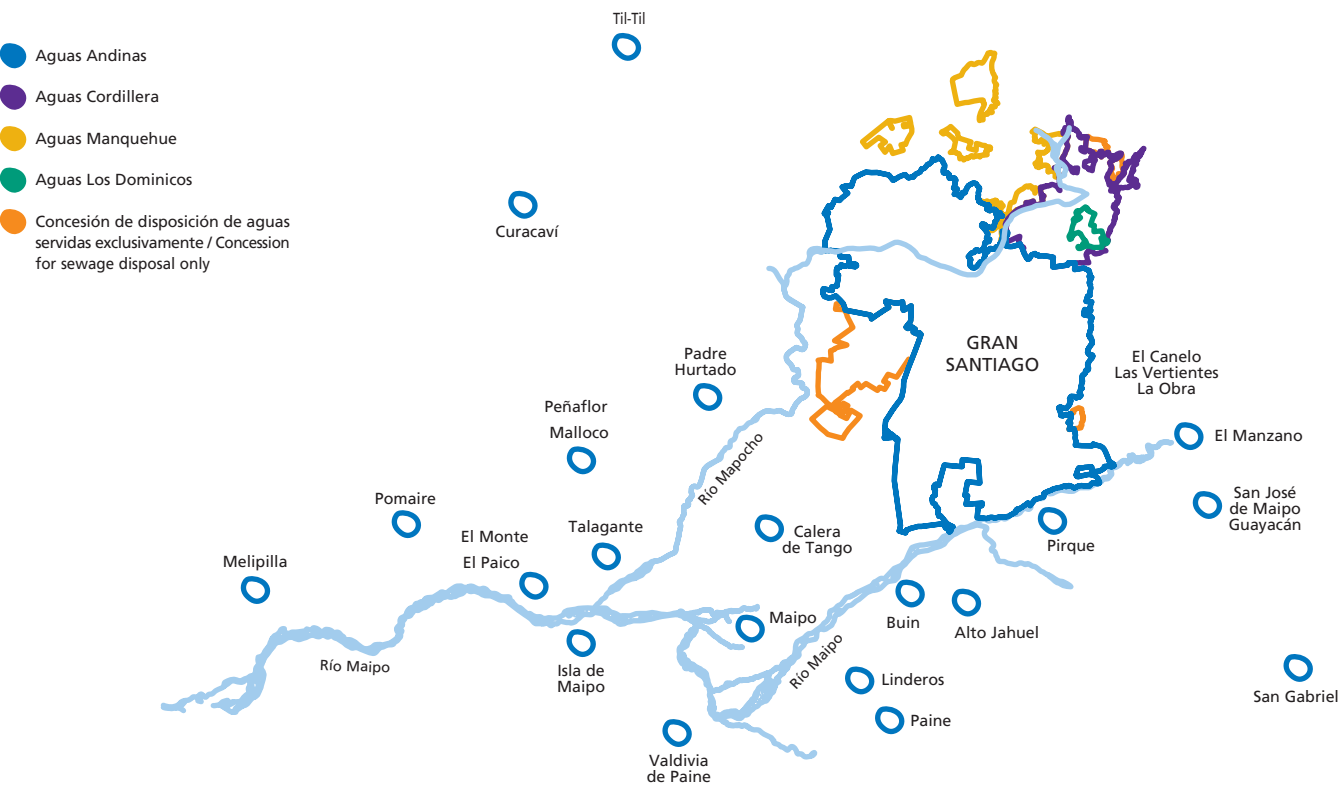 Til-Til
Aguas Andinas
Aguas Cordillera
Aguas Manquehue
Aguas Los Dominicos
Concesión de disposición de aguas
servidas exclusivamente / Concession
for sewage disposal only
Curacaví
GRAN
SANTIAGO
Padre
Hurtado
El Canelo
Las Vertientes
La Obra
Peñaflor
Malloco
El Manzano
Río Mapocho
Pomaire
San José
de Maipo
Guayacán
Talagante
Calera
de Tango
El Monte
El Paico
Pirque
Melipilla
Maipo
Buin
Alto Jahuel
Río Maipo
Río Maipo
Isla de
Maipo
Linderos
San Gabriel
Paine
Valdivia
de Paine